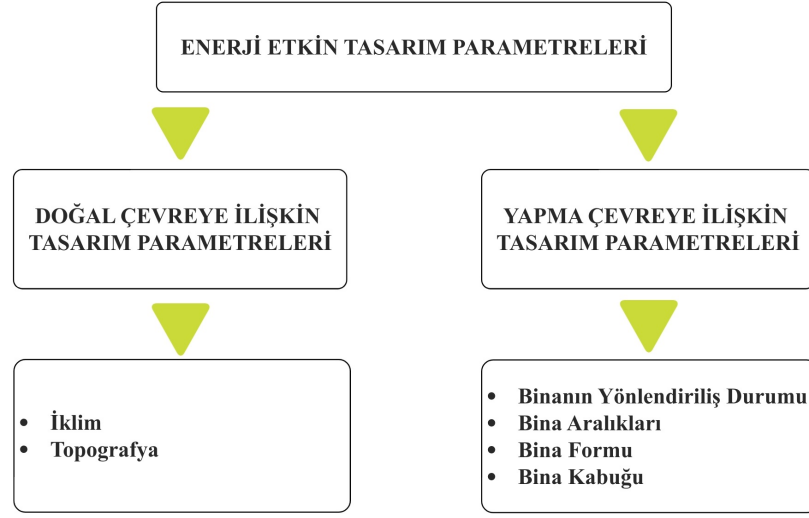 ENERJİ ETKİN TASARIM PARAMETRELERİ
DOĞAL ÇEVREYE İLİŞKİN
TASARIM PARAMETRELERİ
• İklim
• Topografya
YAPMA ÇEVREYE İLİŞKİN
TASARIM PARAMETRELERİ
• Binanın Yönlendiriliş Durumu
• Bina Aralıkları
• Bina Formu
• Bina Kabuğu